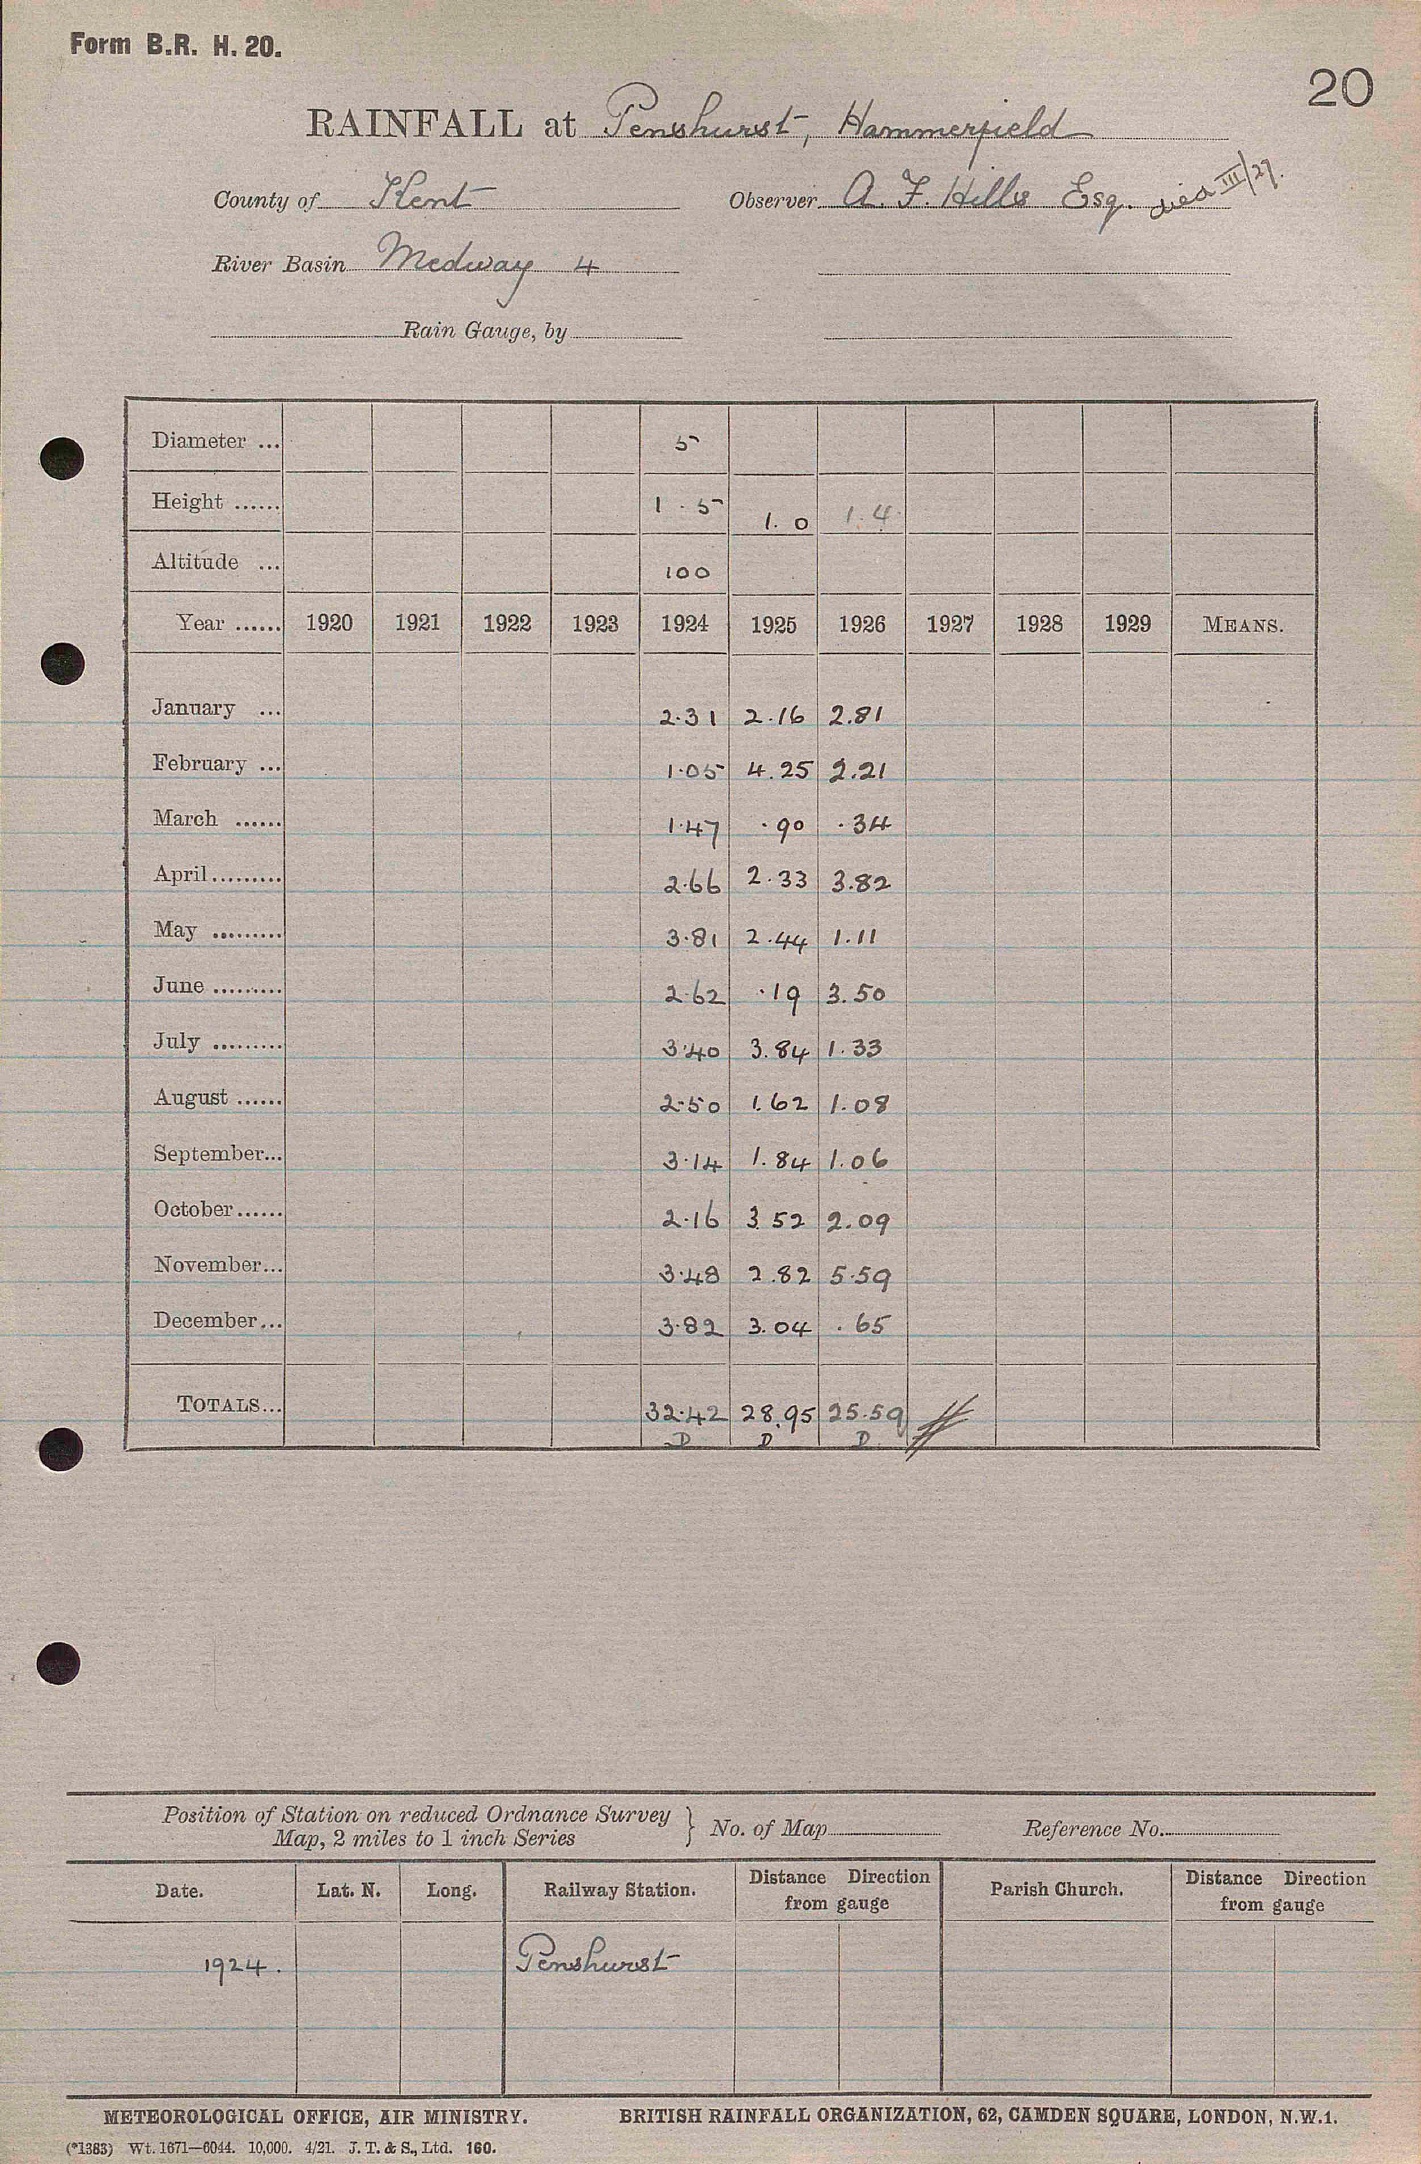 Form B.R. H. 20.
20
RAINFALL at Penshurst, Hammerfield
County of Kent Observer A. F. Hills Esq. died III/27.
River Basin Medway 4
Rain Gauge, by
Diameter ... 5
Height ...... 1.5 1.0 1.4
Altitude ... 100
Year ...... 1920 1921 1922 1923 1924 1925 1926 1927 1928 1929 MEANS.
January ... 2.31 2.16 2.81
February ... 1.05 4.25 2.21
March ...... 1.47 .90 .34
April ......... 2.66 2.33 3.82
May ......... 3.81 2.44 1.11
June ......... 2.62 .19 3.50
July ......... 3.40 3.84 1.33
August ...... 2.50 1.62 1.08
September... 3.14 1.84 1.06
October ...... 2.16 3.52 2.09
November... 3.48 2.82 5.59
December... 3.82 3.04 .65
TOTALS... 32.42 28.95 25.59
D D D
Position of Station on reduced Ordnance Survey
Map, 2 miles to 1 inch Series } No. of Map Reference No.
Date. Lat. N. Long. Railway Station. Distance Direction from gauge Parish Church. Distance Direction from gauge
1924. Penshurst
METEOROLOGICAL OFFICE, AIR MINISTRY. BRITISH RAINFALL ORGANIZATION, 62, CAMDEN SQUARE, LONDON, N.W.1.
(*1383) Wt. 1671—6044. 10,000. 4/21. J. T. & S., Ltd. 160.